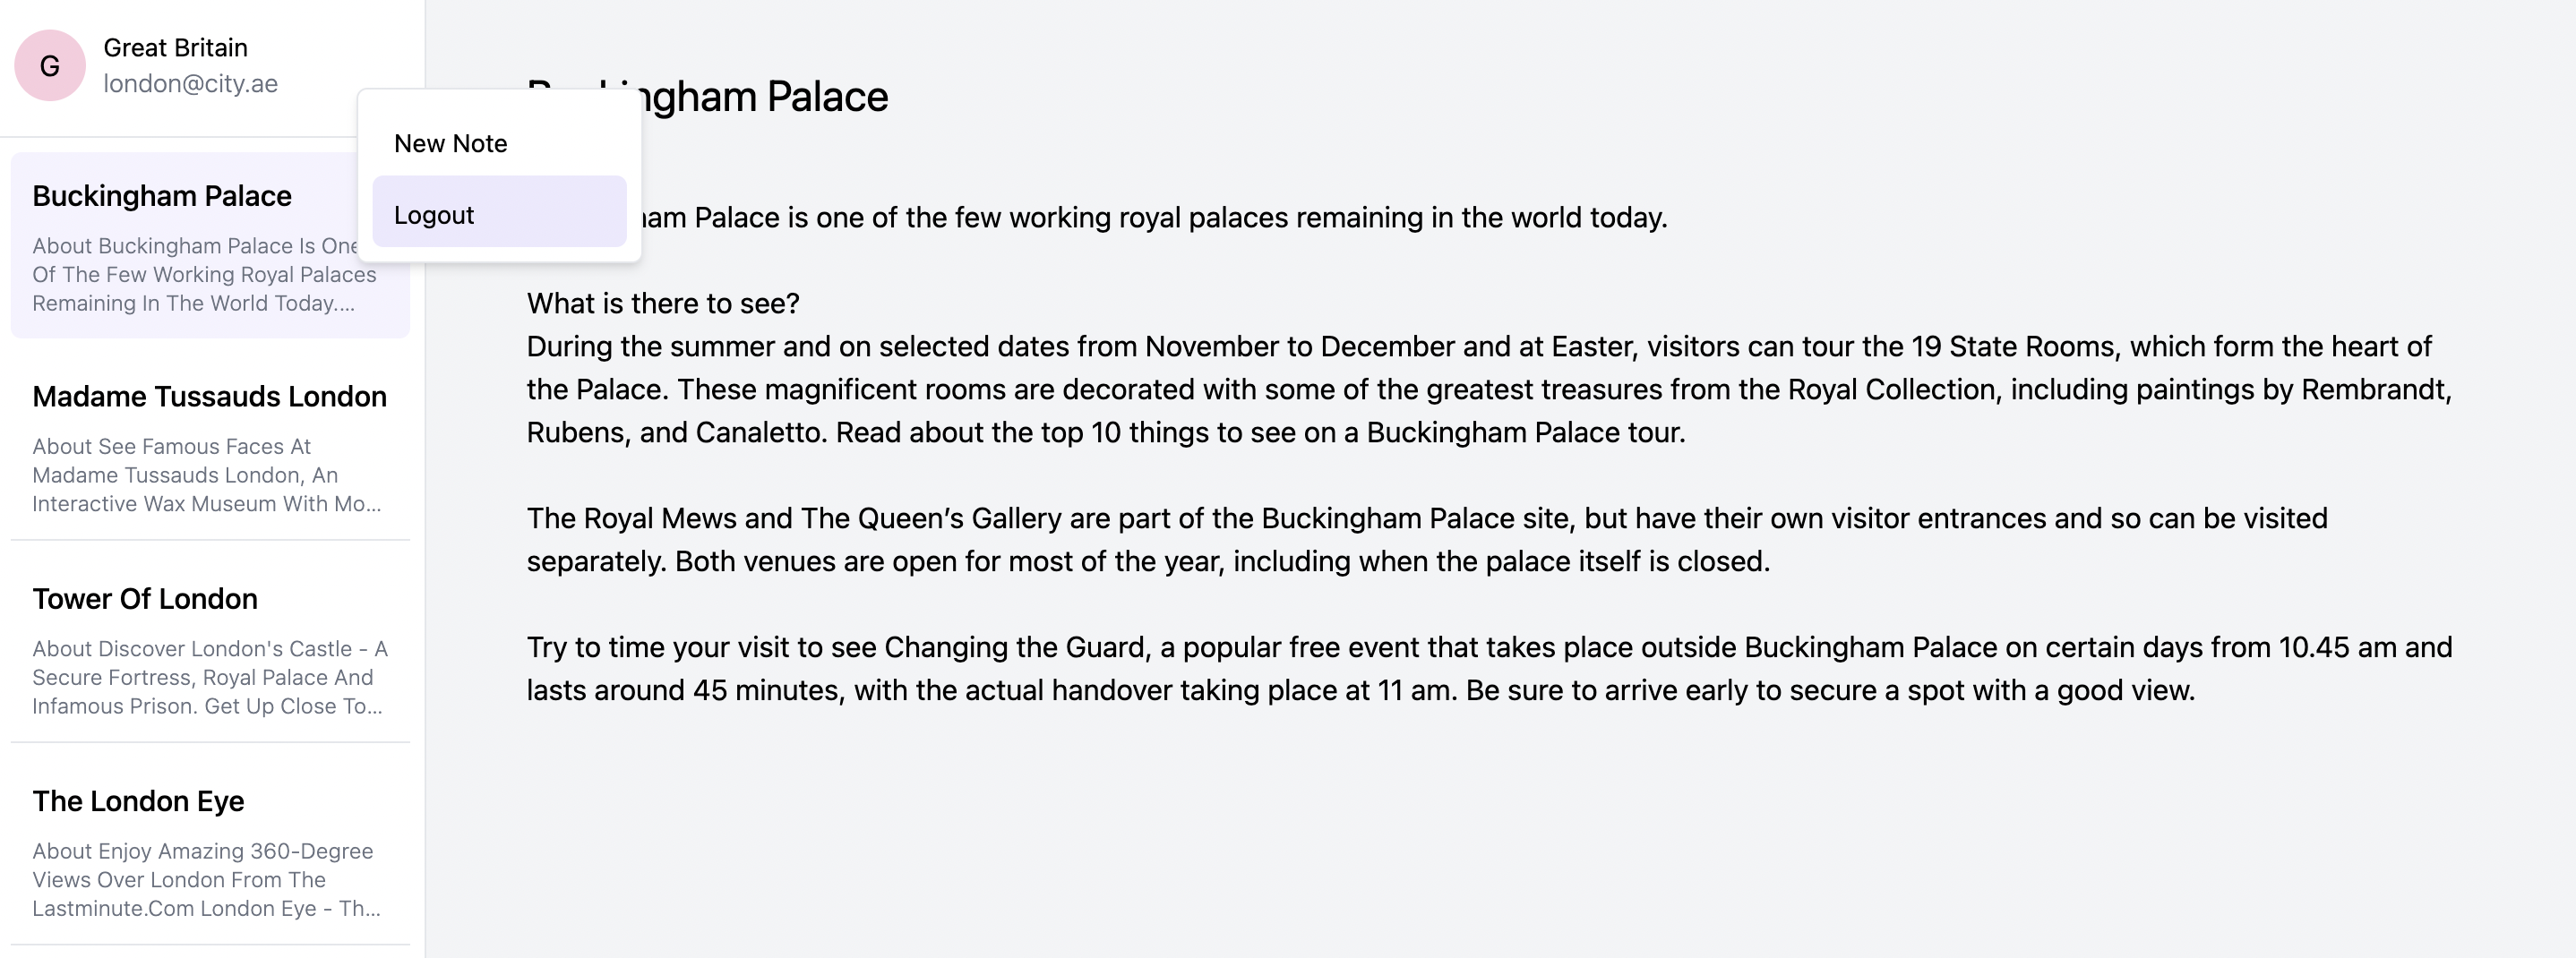 G
Great Britain
london@city.ae
New Note
Logout
Buckingham Palace
About Buckingham Palace Is One
Of The Few Working Royal Palaces
Remaining In The World Today....
Madame Tussauds London
About See Famous Faces At
Madame Tussauds London, An
Interactive Wax Museum With Mo...
Tower Of London
About Discover London's Castle - A
Secure Fortress, Royal Palace And
Infamous Prison. Get Up Close To...
The London Eye
About Enjoy Amazing 360-Degree
Views Over London From The
Lastminute.Com London Eye - Th...
Buckingham Palace
Palace is one of the few working royal palaces remaining in the world today.
What is there to see?
During the summer and on selected dates from November to December and at Easter, visitors can tour the 19 State Rooms, which form the heart of
the Palace. These magnificent rooms are decorated with some of the greatest treasures from the Royal Collection, including paintings by Rembrandt,
Rubens, and Canaletto. Read about the top 10 things to see on a Buckingham Palace tour.
The Royal Mews and The Queen’s Gallery are part of the Buckingham Palace site, but have their own visitor entrances and so can be visited
separately. Both venues are open for most of the year, including when the palace itself is closed.
Try to time your visit to see Changing the Guard, a popular free event that takes place outside Buckingham Palace on certain days from 10.45 am and
lasts around 45 minutes, with the actual handover taking place at 11 am. Be sure to arrive early to secure a spot with a good view.